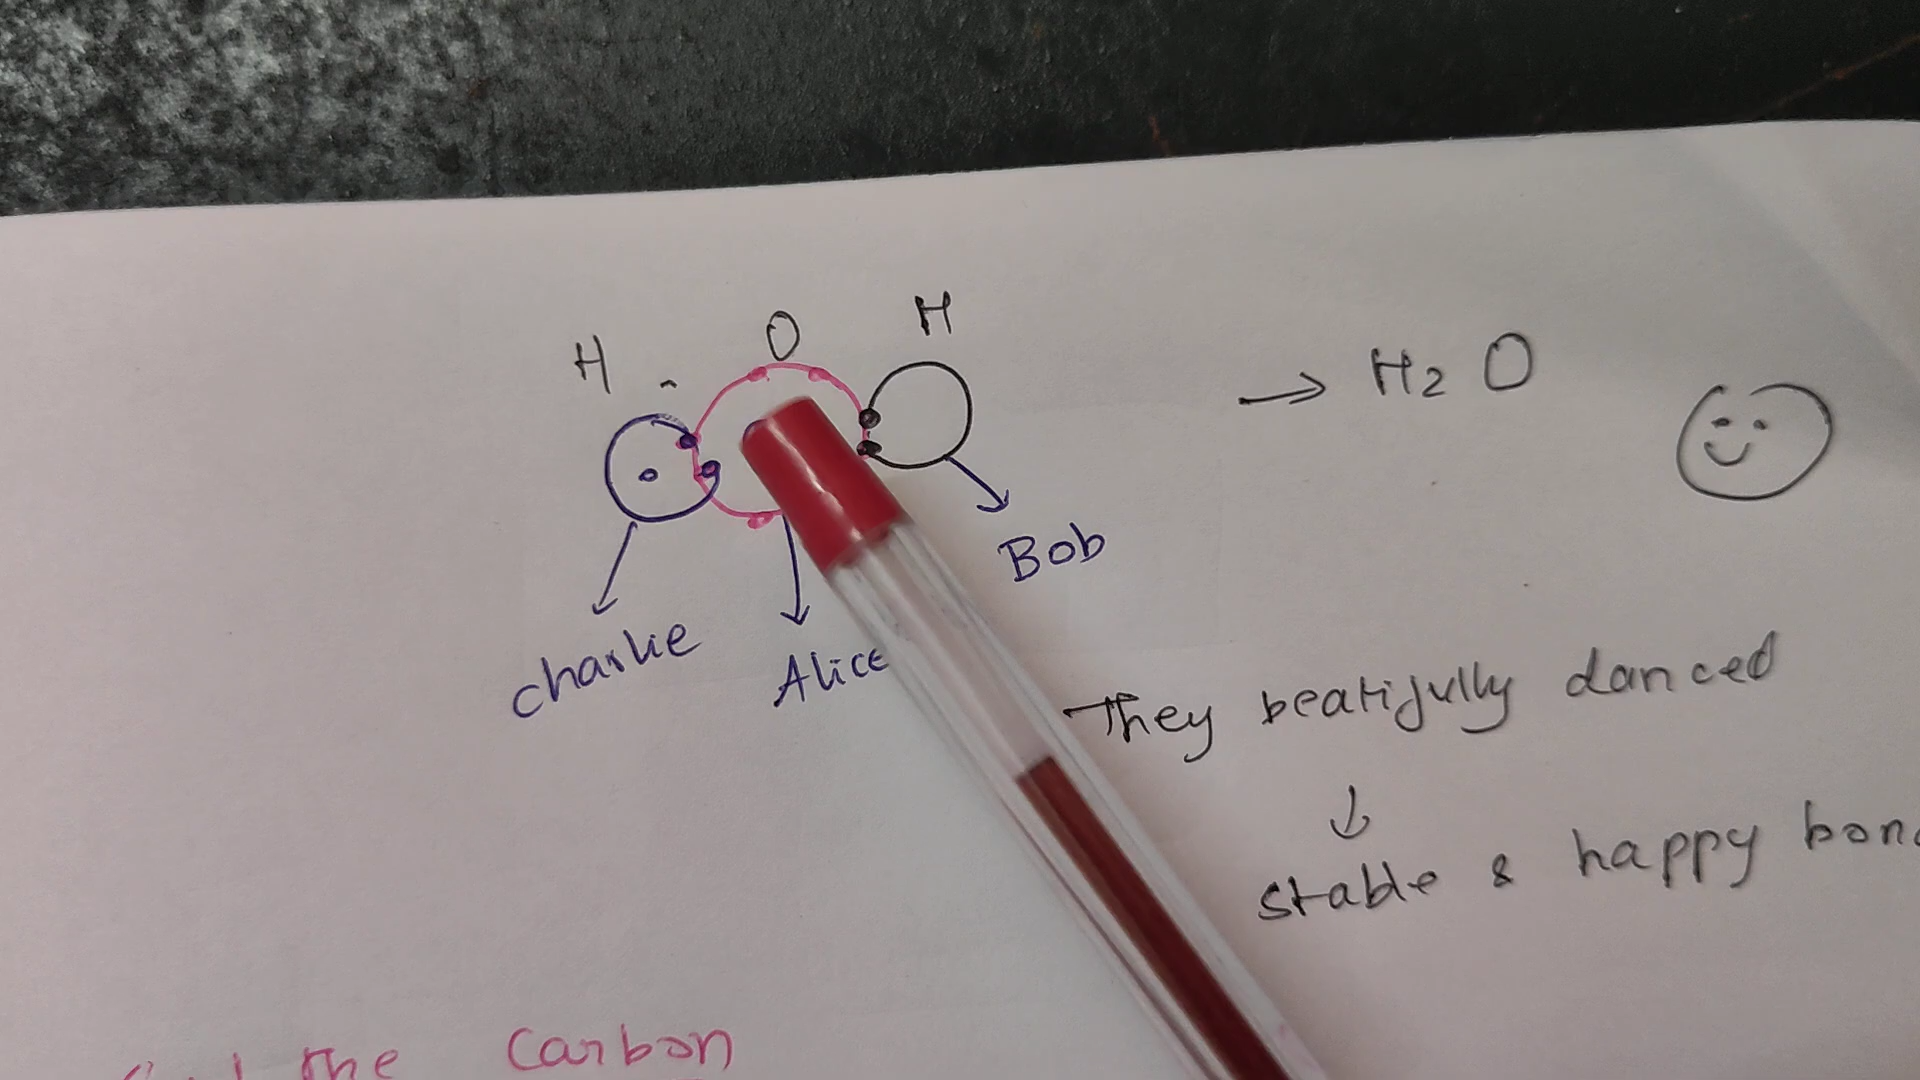 H O H
→ H2 O
Bob
Charlie
Alice
They beatifully danced
↓
stable & happy bon
the Carbon